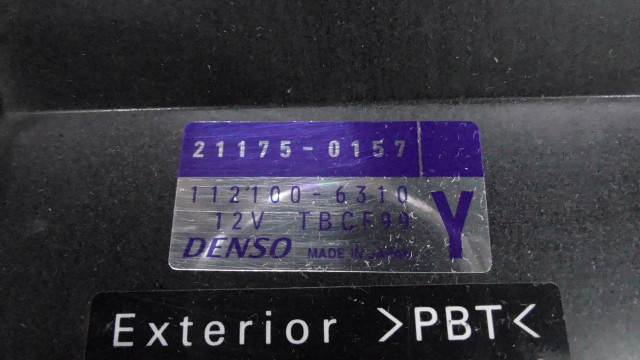 21175-0157
112100-6310
12V TBCF99
Y
DENSO MADE IN JAPAN
Exterior >PBT<